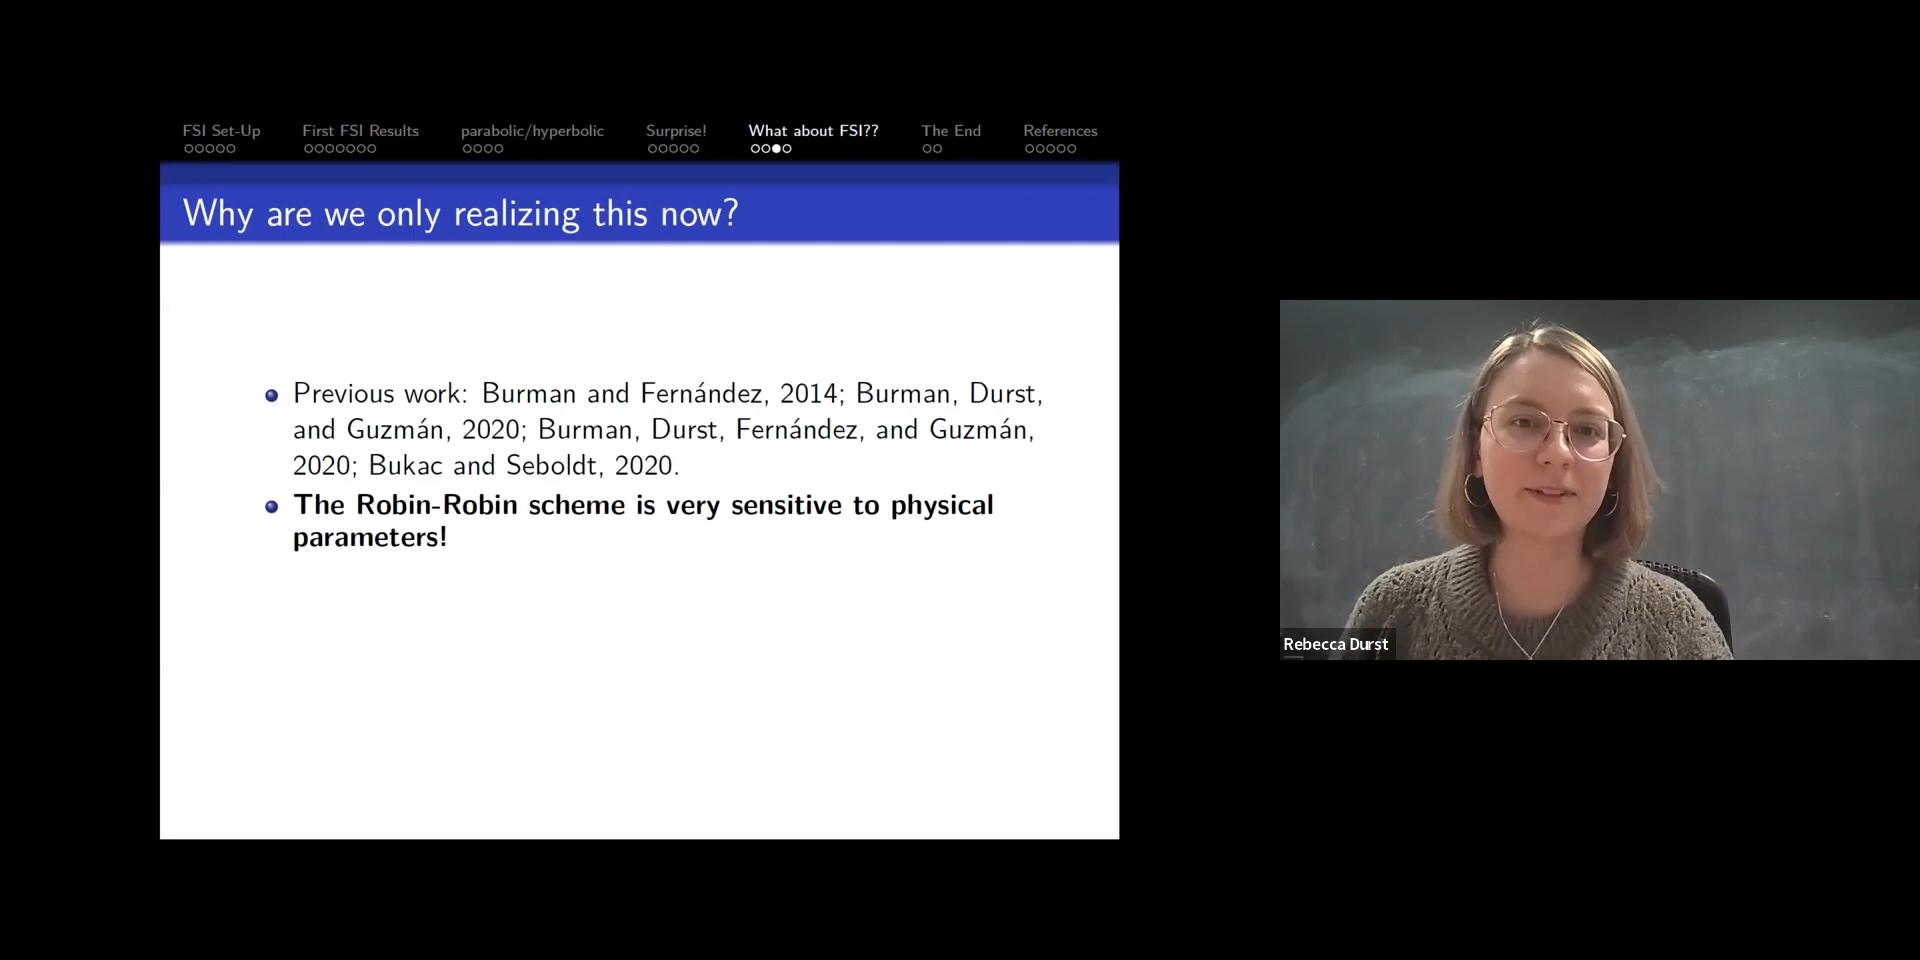 FSI Set-Up First FSI Results parabolic/hyperbolic Surprise! What about FSI?? The End References
Why are we only realizing this now?
Previous work: Burman and Fernández, 2014; Burman, Durst,
and Guzmán, 2020; Burman, Durst, Fernández, and Guzmán,
2020; Bukac and Seboldt, 2020.
The Robin-Robin scheme is very sensitive to physical
parameters!
Rebecca Durst